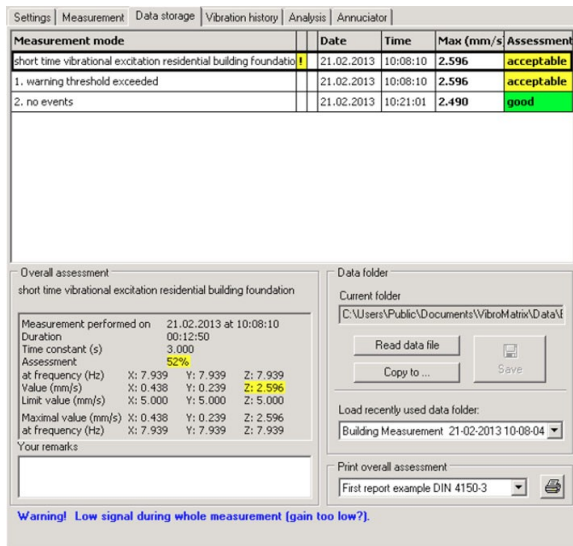 Settings Measurement Data storage Vibration history Analysis Annuciator
Measurement mode Date Time Max (mm/s Assessment
short time vibrational excitation residential building foundatio ! 21.02.2013 10:08:10 2.596 acceptable
1. warning threshold exceeded 21.02.2013 10:08:10 2.596 acceptable
2. no events 21.02.2013 10:21:01 2.490 good
Overall assessment
short time vibrational excitation residential building foundation
Measurement performed on 21.02.2013 at 10:08:10
Duration 00:12:50
Time constant (s) 3.000
Assessment 52%
at frequency (Hz) X: 7.939 Y: 7.939 Z: 7.939
Value (mm/s) X: 0.438 Y: 0.239 Z: 2.596
Limit value (mm/s) X: 5.000 Y: 5.000 Z: 5.000
Maximal value (mm/s) X: 0.438 Y: 0.239 Z: 2.596
at frequency (Hz) X: 7.939 Y: 7.939 Z: 7.939
Your remarks
Data folder
Current folder
C:\Users\Public\Documents\VibroMatrix\Data\E
Read data file
Copy to ...
Save
Load recently used data folder:
Building Measurement 21-02-2013 10-08-04
Print overall assessment
First report example DIN 4150-3
Warning! Low signal during whole measurement (gain too low?).